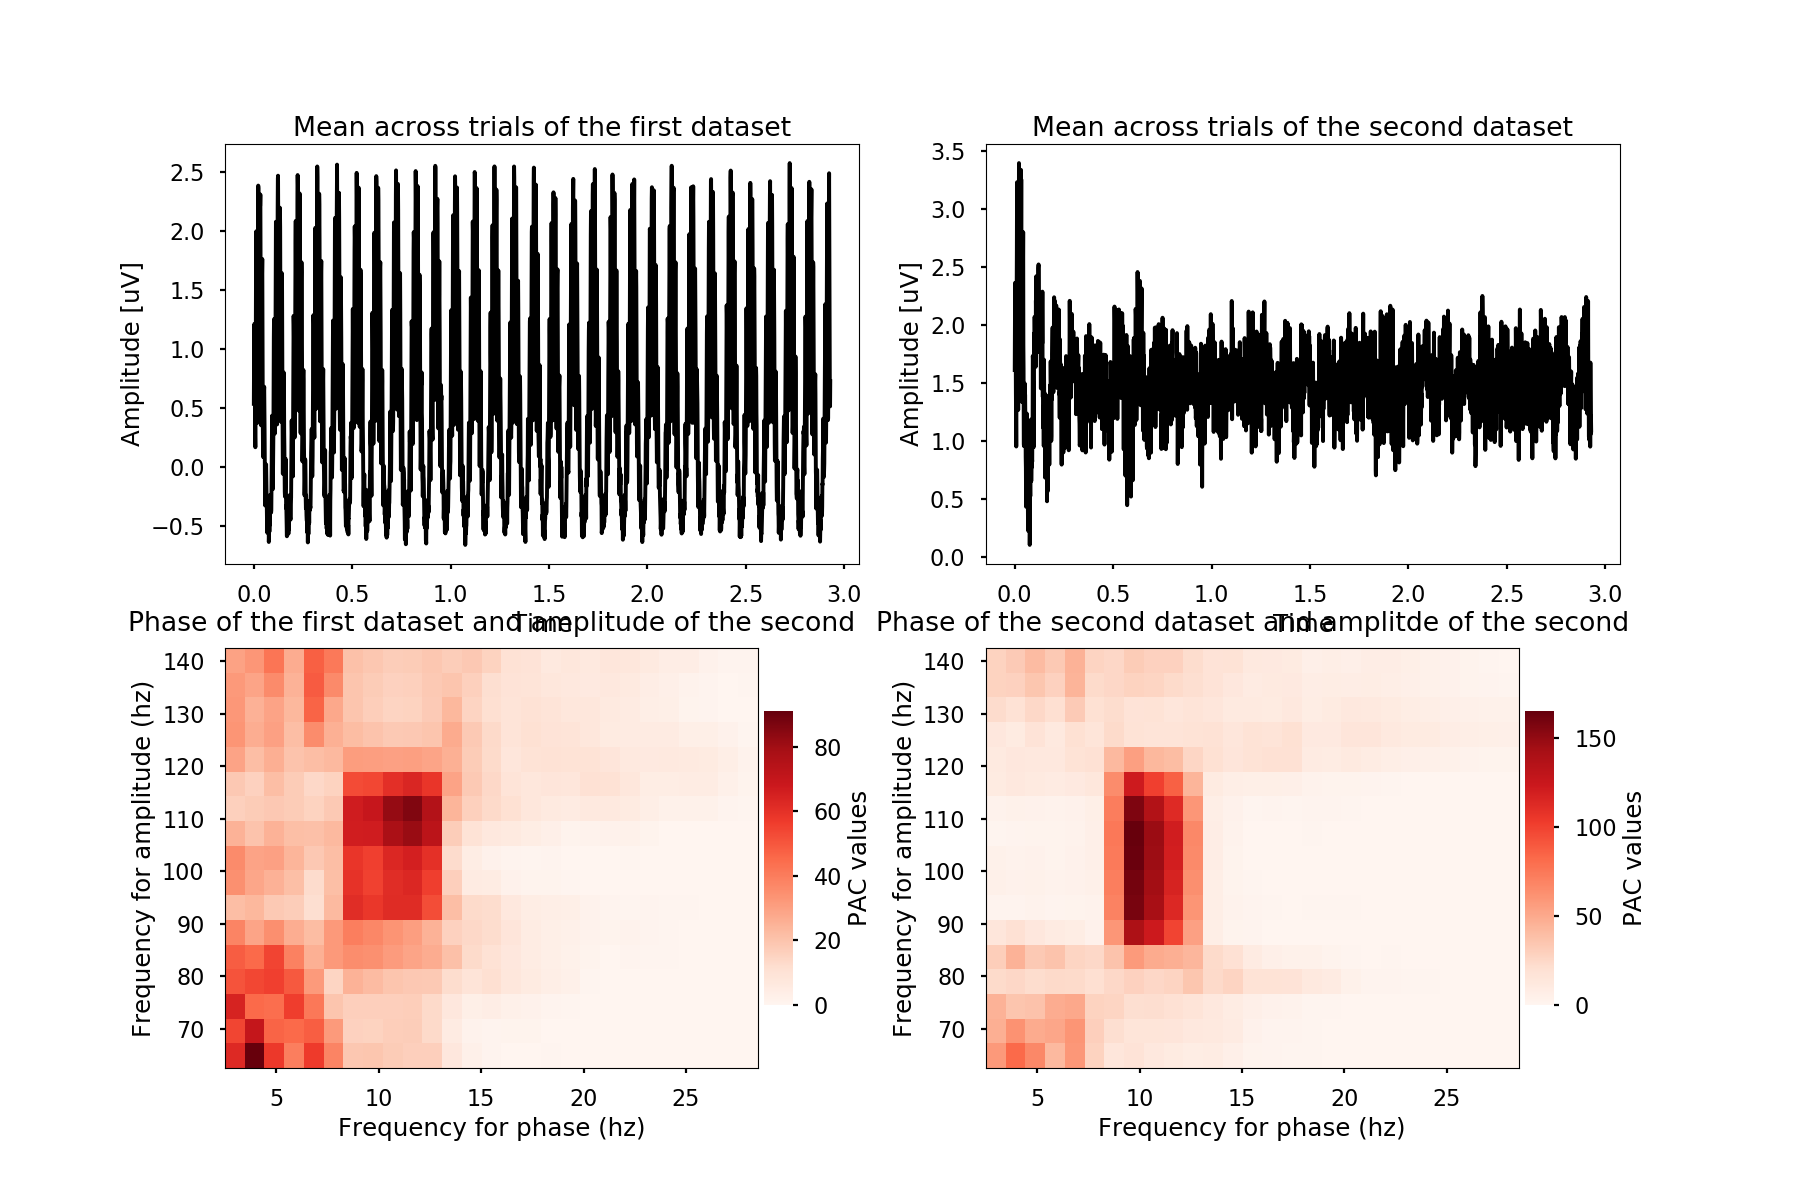 Mean across trials of the first dataset
Mean across trials of the second dataset
Amplitude [uV]
2.5
2.0
1.5
1.0
0.5
0.0
−0.5
0.0 0.5 1.0 1.5 2.0 2.5 3.0
Time
Amplitude [uV]
3.5
3.0
2.5
2.0
1.5
1.0
0.5
0.0
0.0 0.5 1.0 1.5 2.0 2.5 3.0
Time
Phase of the first dataset and amplitude of the second
Frequency for amplitude (hz)
140
130
120
110
100
90
80
70
5 10 15 20 25
Frequency for phase (hz)
80
60
40
20
0
PAC values
Phase of the second dataset and amplitde of the second
Frequency for amplitude (hz)
140
130
120
110
100
90
80
70
5 10 15 20 25
Frequency for phase (hz)
150
100
50
0
PAC values